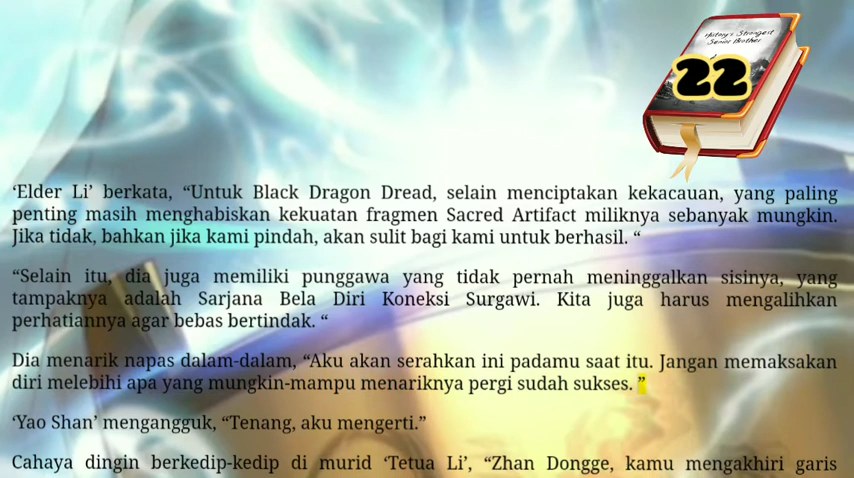 History's Strongest
Senior Brother
22
‘Elder Li’ berkata, “Untuk Black Dragon Dread, selain menciptakan kekacauan, yang paling
penting masih menghabiskan kekuatan fragmen Sacred Artifact miliknya sebanyak mungkin.
Jika tidak, bahkan jika kami pindah, akan sulit bagi kami untuk berhasil. “
“Selain itu, dia juga memiliki punggawa yang tidak pernah meninggalkan sisinya, yang
tampaknya adalah Sarjana Bela Diri Koneksi Surgawi. Kita juga harus mengalihkan
perhatiannya agar bebas bertindak. “
Dia menarik napas dalam-dalam, “Aku akan serahkan ini padamu saat itu. Jangan memaksakan
diri melebihi apa yang mungkin-mampu menariknya pergi sudah sukses. ”
‘Yao Shan’ mengangguk, “Tenang, aku mengerti.”
Cahaya dingin berkedip-kedip di murid ‘Tetua Li’, “Zhan Dongge, kamu mengakhiri garis